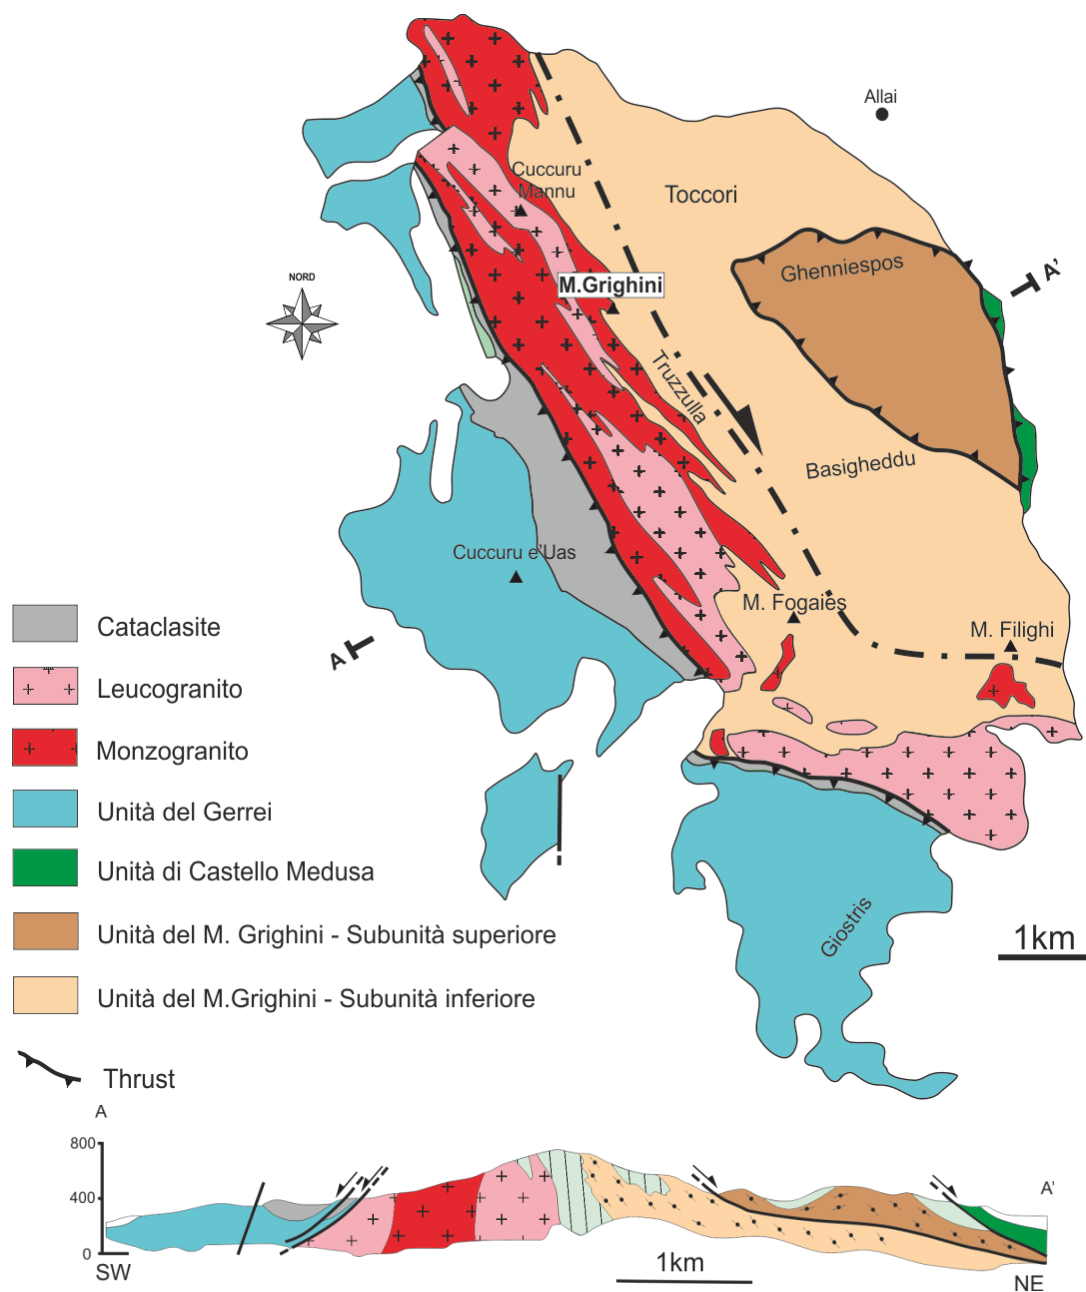 Allai
Cuccuru
Mannu
Toccori
Ghenniespos
A'
NORD
M.Grighini
Truzzulla
Basigheddu
Cuccuru e'Uas
M. Fogaies
M. Filighi
A
Cataclasite
Leucogranito
Monzogranito
Unità del Gerrei
Unità di Castello Medusa
Unità del M. Grighini - Subunità superiore
Unità del M.Grighini - Subunità inferiore
Thrust
Giostris
1km
A
800
400
0
SW
1km
A'
NE